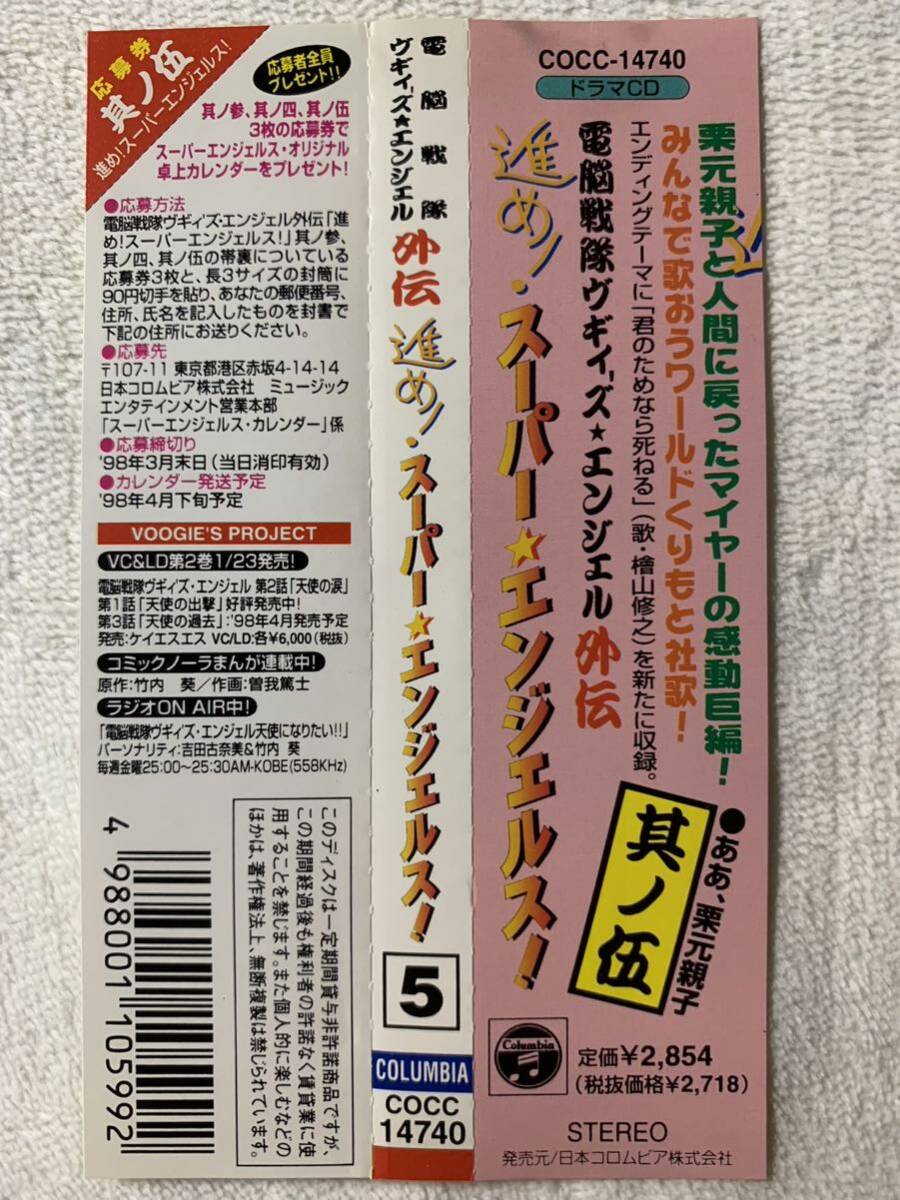 応募券
其ノ伍
進め!スーパーエンジェルス!
応募者全員
プレゼント!!
其ノ参、其ノ四、其ノ伍
3枚の応募券で
スーパーエンジェルス・オリジナル
卓上カレンダーをプレゼント!
●応募方法
電脳戦隊ヴギィ'ズ・エンジェル外伝「進
め!スーパーエンジェルス!」其ノ参、
其ノ四、其ノ伍の帯裏についている
応募券3枚と、長3サイズの封筒に
90円切手を貼り、あなたの郵便番号、
住所、氏名を記入したものを封書で
下記の住所にお送りください。
●応募先
〒107-11 東京都港区赤坂4-14-14
日本コロムビア株式会社 ミュージック
エンタテインメント営業本部
「スーパーエンジェルス・カレンダー」係
●応募締切り
'98年3月末日(当日消印有効)
●カレンダー発送予定
'98年4月下旬予定
VOOGIE'S PROJECT
VC&LD第2巻1/23発売!
電脳戦隊ヴギィ'ズ・エンジェル 第2話「天使の涙」
第1話「天使の出撃」好評発売中!
第3話「天使の過去」:'98年4月発売予定
発売:ケイエスエス VC/LD:各¥6,000(税抜)
コミックノーラまんが連載中!
原作:竹内 葵/作画:曽我篤士
ラジオON AIR中!
「電脳戦隊ヴギィ'ズ・エンジェル天使になりたい!!」
パーソナリティ:吉田古奈美&竹内 葵
毎週金曜25:00〜25:30AM-KOBE(558KHz)
4 988001 105992
このディスクは一定期間貸与非許諾商品ですが、
この期間経過後も権利者の許諾なく賃貸業に使
用することを禁じます。また個人的に楽しむなどの
ほかは、著作権法上、無断複製は禁じられています。
電脳戦隊
ヴギィ'ズ★エンジェル
外伝
進め!スーパー★エンジェルス!
5
COLUMBIA
COCC
14740
COCC-14740
ドラマCD
栗元親子と人間に戻ったマイヤーの感動巨編!
みんなで歌おうワールドくりもと社歌!
エンディングテーマに「君のためなら死ねる」(歌・檜山修之)を新たに収録。
電脳戦隊ヴギィ'ズ★エンジェル外伝
進め!スーパー★エンジェルス!
●ああ、栗元親子
其ノ伍
Columbia
定価¥2,854
(税抜価格¥2,718)
STEREO
発売元/日本コロムビア株式会社